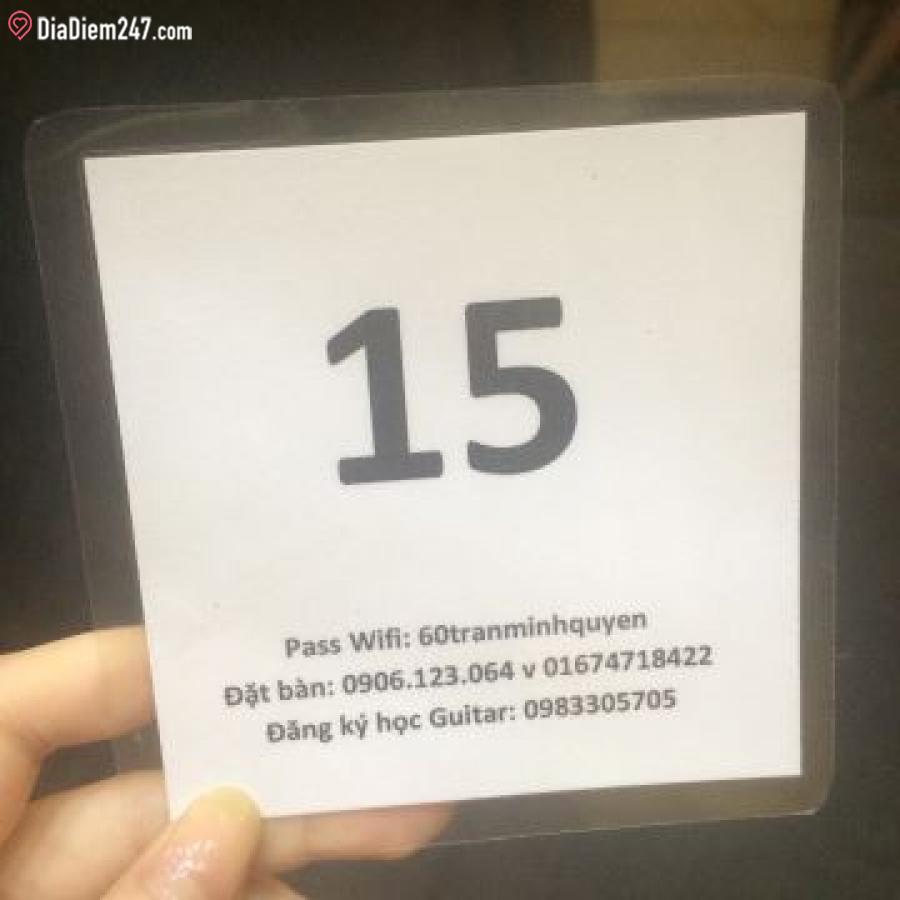 DiaDiem247.com
15
Pass Wifi: 60tranminhquyen
Đặt bàn: 0906.123.064 v 01674718422
Đăng ký học Guitar: 0983305705